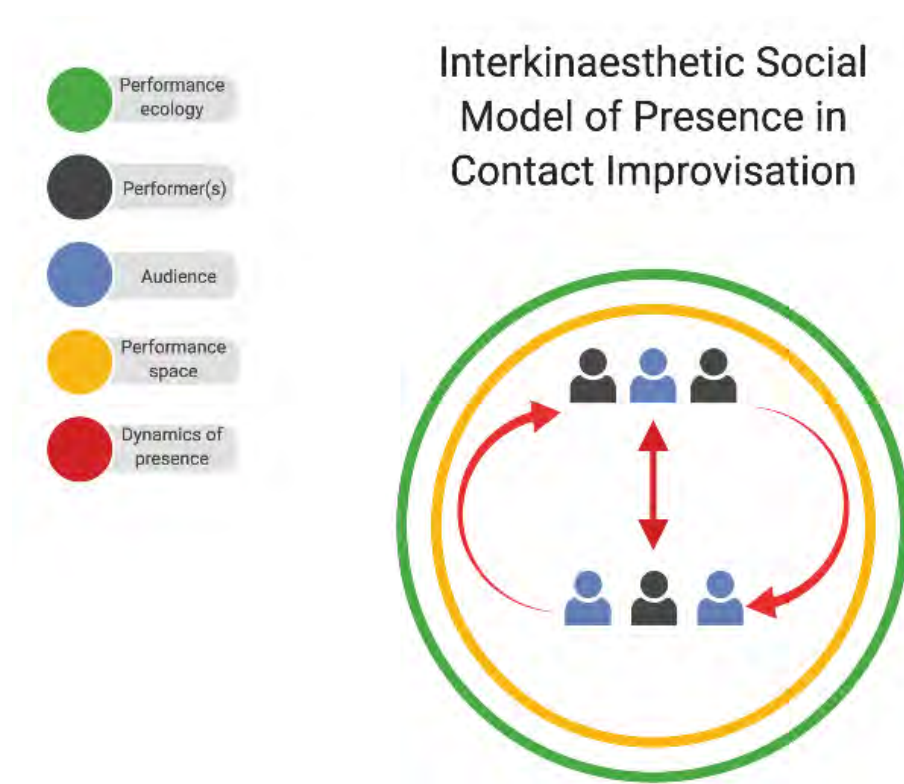 Interkinaesthetic Social
Model of Presence in
Contact Improvisation
Performance
ecology
Performer(s)
Audience
Performance
space
Dynamics of
presence